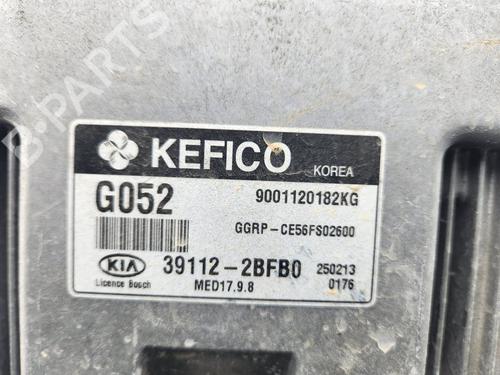 B-PARTS
KEFICO KOREA
G052 9001120182KG
GGRP-CE56FS02600
KIA 39112-2BFB0 250213
Licence Bosch MED17.9.8 0176